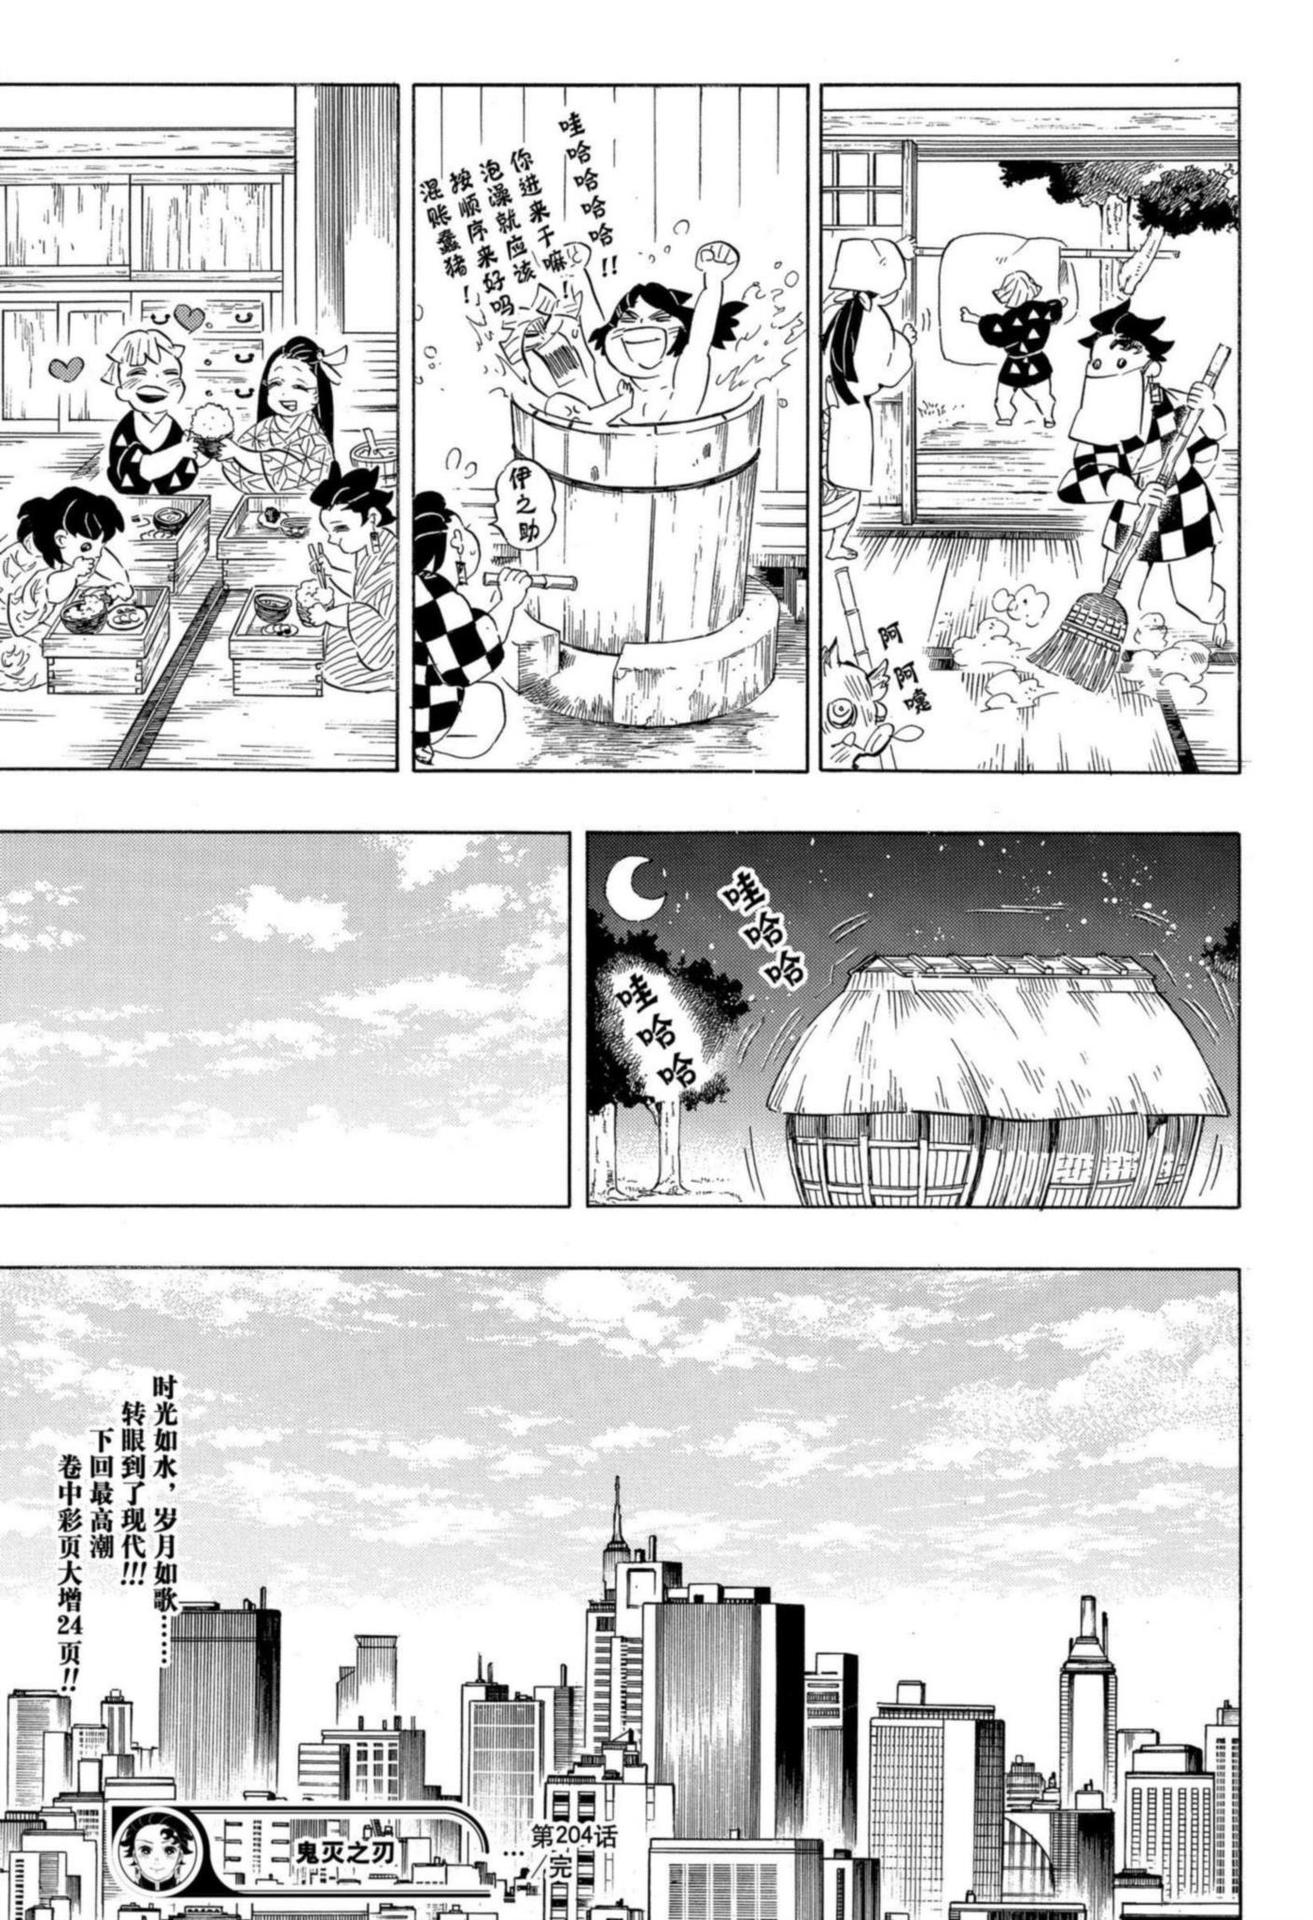 阿
阿
嚏
哇哈哈哈哈!!
你进来干嘛!
泡澡就应该
按顺序来好吗
混账蠢猪!
伊之助
哇哈哈
哇哈哈
时光如水，岁月如歌……
转眼到了现代!!!
下回最高潮
卷中彩页大增24页!!
鬼灭之刃
… 第204话
／完